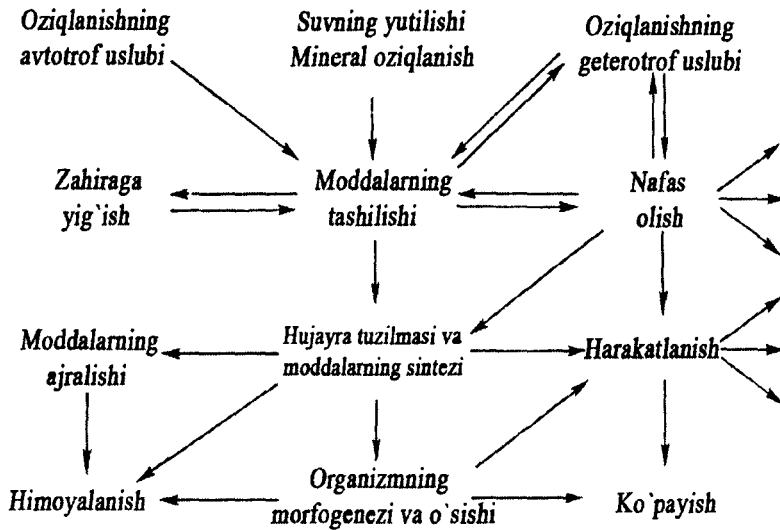 Oziqlanishning
avtotrof uslubi
Suvning yutilishi
Mineral oziqlanish
Oziqlanishning
geterotrof uslubi
Zahiraga
yig`ish
Moddalarning
tashilishi
Nafas
olish
Moddalarning
ajralishi
Hujayra tuzilmasi va
moddalarning sintezi
Harakatlanish
Himoyalanish
Organizmning
morfogenezi va o`sishi
Ko`payish